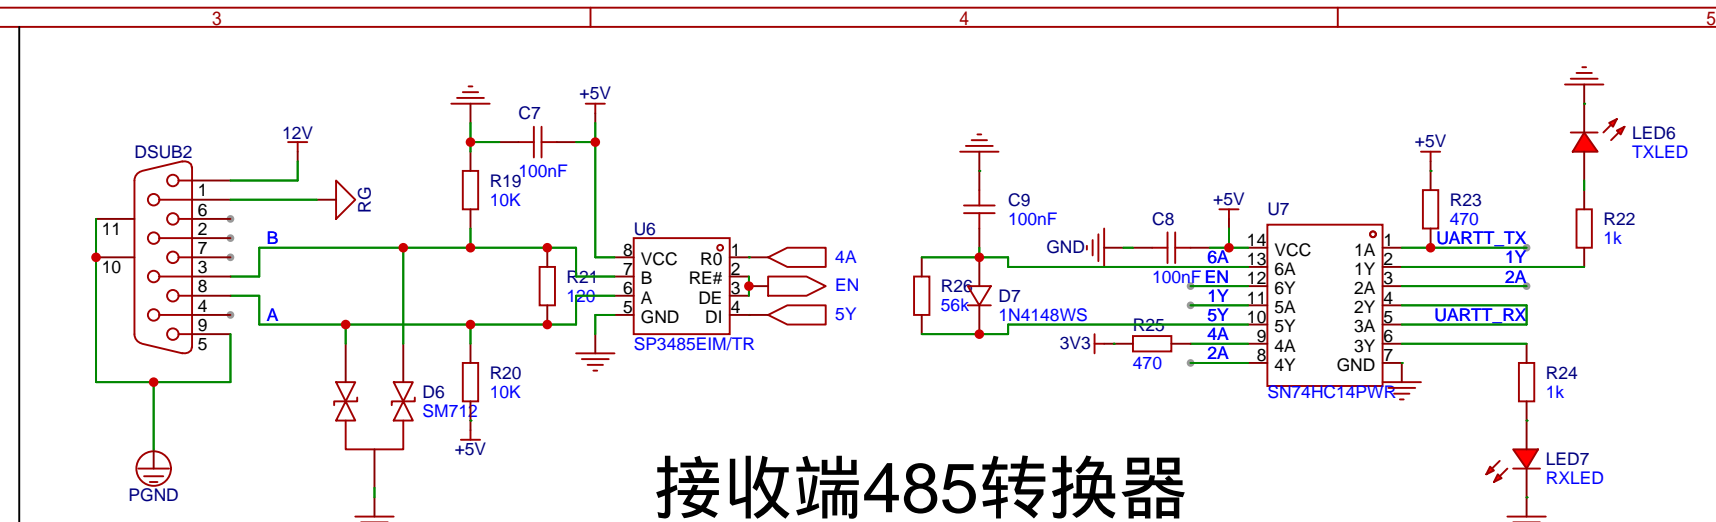 3
4
5
DSUB2
12V
RG
1
6
2
7
3
8
4
9
5
11
10
PGND
B
A
C7
100nF
+5V
R19
10K
R21
120
R20
10K
+5V
D6
SM712
U6
8
7
6
5
VCC
B
A
GND
R0
RE#
DE
DI
1
2
3
4
SP3485EIM/TR
4A
EN
5Y
C9
100nF
R26
56k
D7
1N4148WS
GND
C8
100nF
+5V
6A
EN
1Y
5Y
4A
2A
3V3
R25
470
U7
14
13
12
11
10
9
8
VCC
6A
6Y
5A
5Y
4A
4Y
1A
1Y
2A
2Y
3A
3Y
GND
1
2
3
4
5
6
7
SN74HC14PWR
+5V
R23
470
UARTT_TX
1Y
2A
UARTT_RX
LED6
TXLED
R22
1k
R24
1k
LED7
RXLED
接收端485转换器